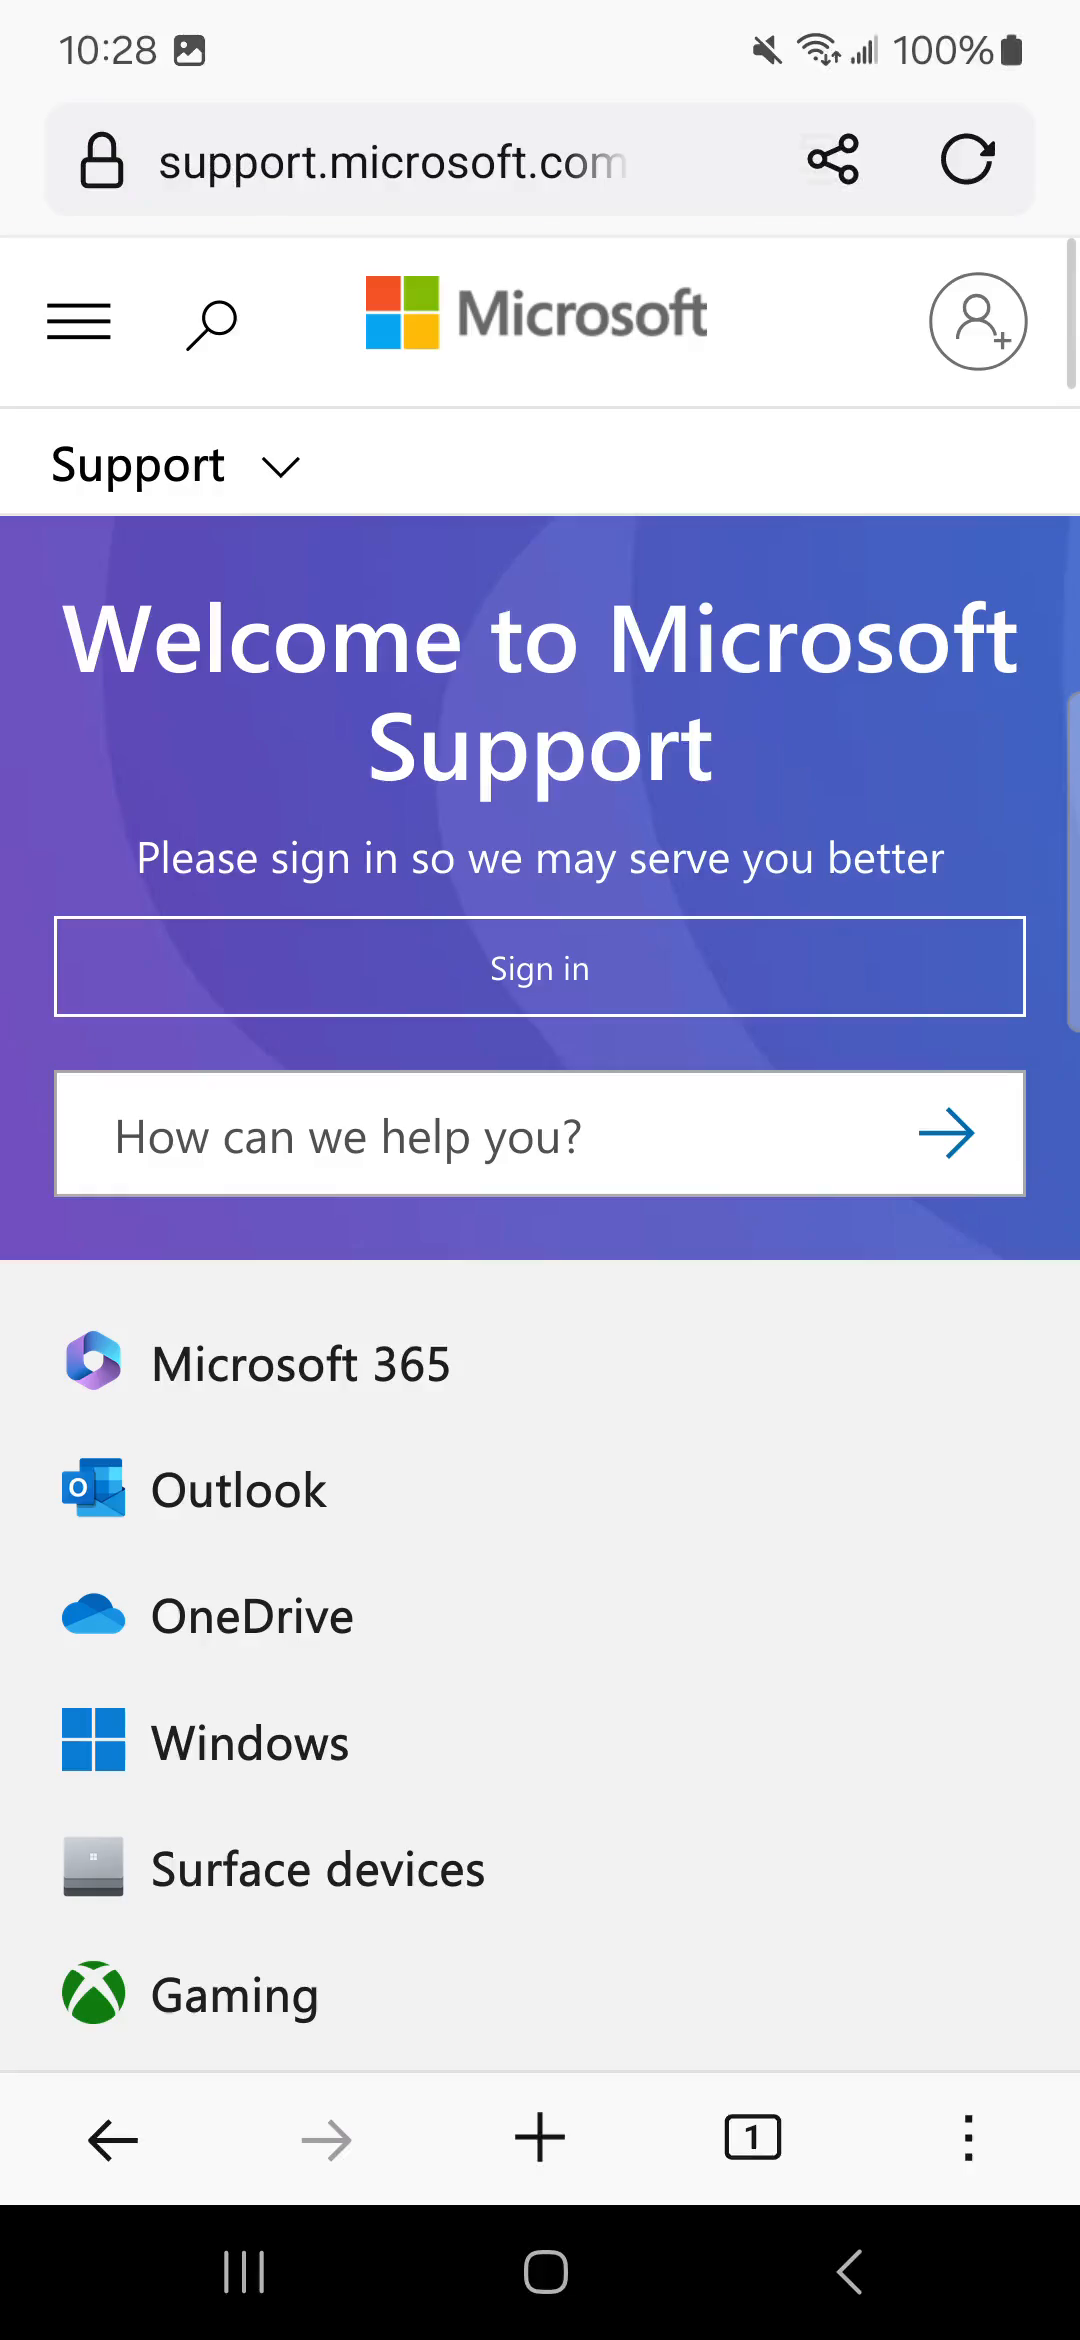 10:28
100%
support.microsoft.com
Microsoft
Support
Welcome to Microsoft
Support
Please sign in so we may serve you better
Sign in
How can we help you?
Microsoft 365
Outlook
OneDrive
Windows
Surface devices
Gaming
1